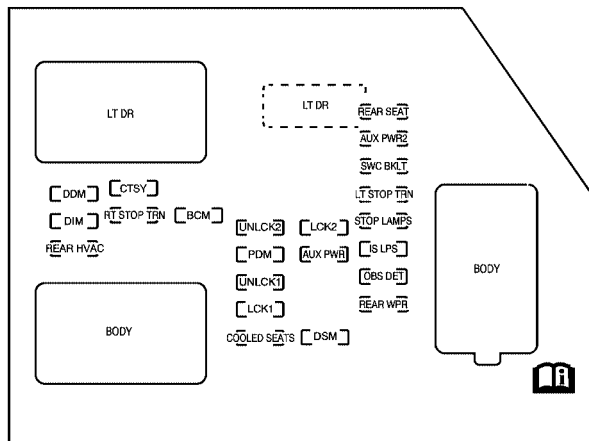 LT DR
LT DR
REAR SEAT
AUX PWR2
SWC BKLT
DDM
CTSY
LT STOP TRN
DIM
RT STOP TRN
BCM
UNLCK2
LCK2
STOP LAMPS
REAR HVAC
PDM
AUX PWR
IS LPS
BODY
UNLCK1
OBS DET
LCK1
REAR WPR
BODY
COOLED SEATS
DSM
i